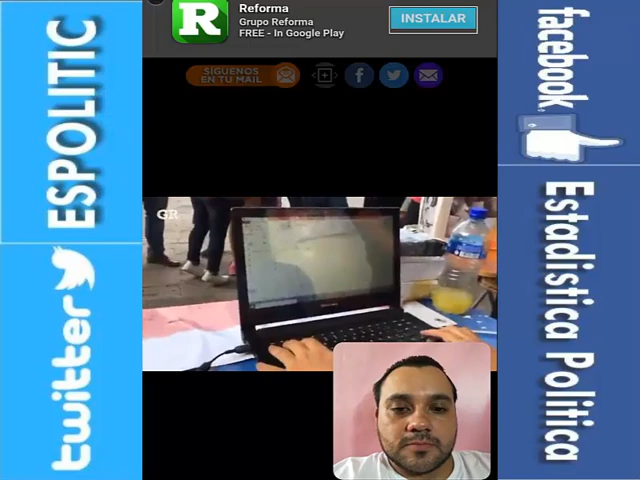 ESPOLITIC
twitter
R
Reforma
Grupo Reforma
FREE - In Google Play
INSTALAR
SÍGUENOS
EN TU MAIL
f
GR
facebook
Estadistica Politica